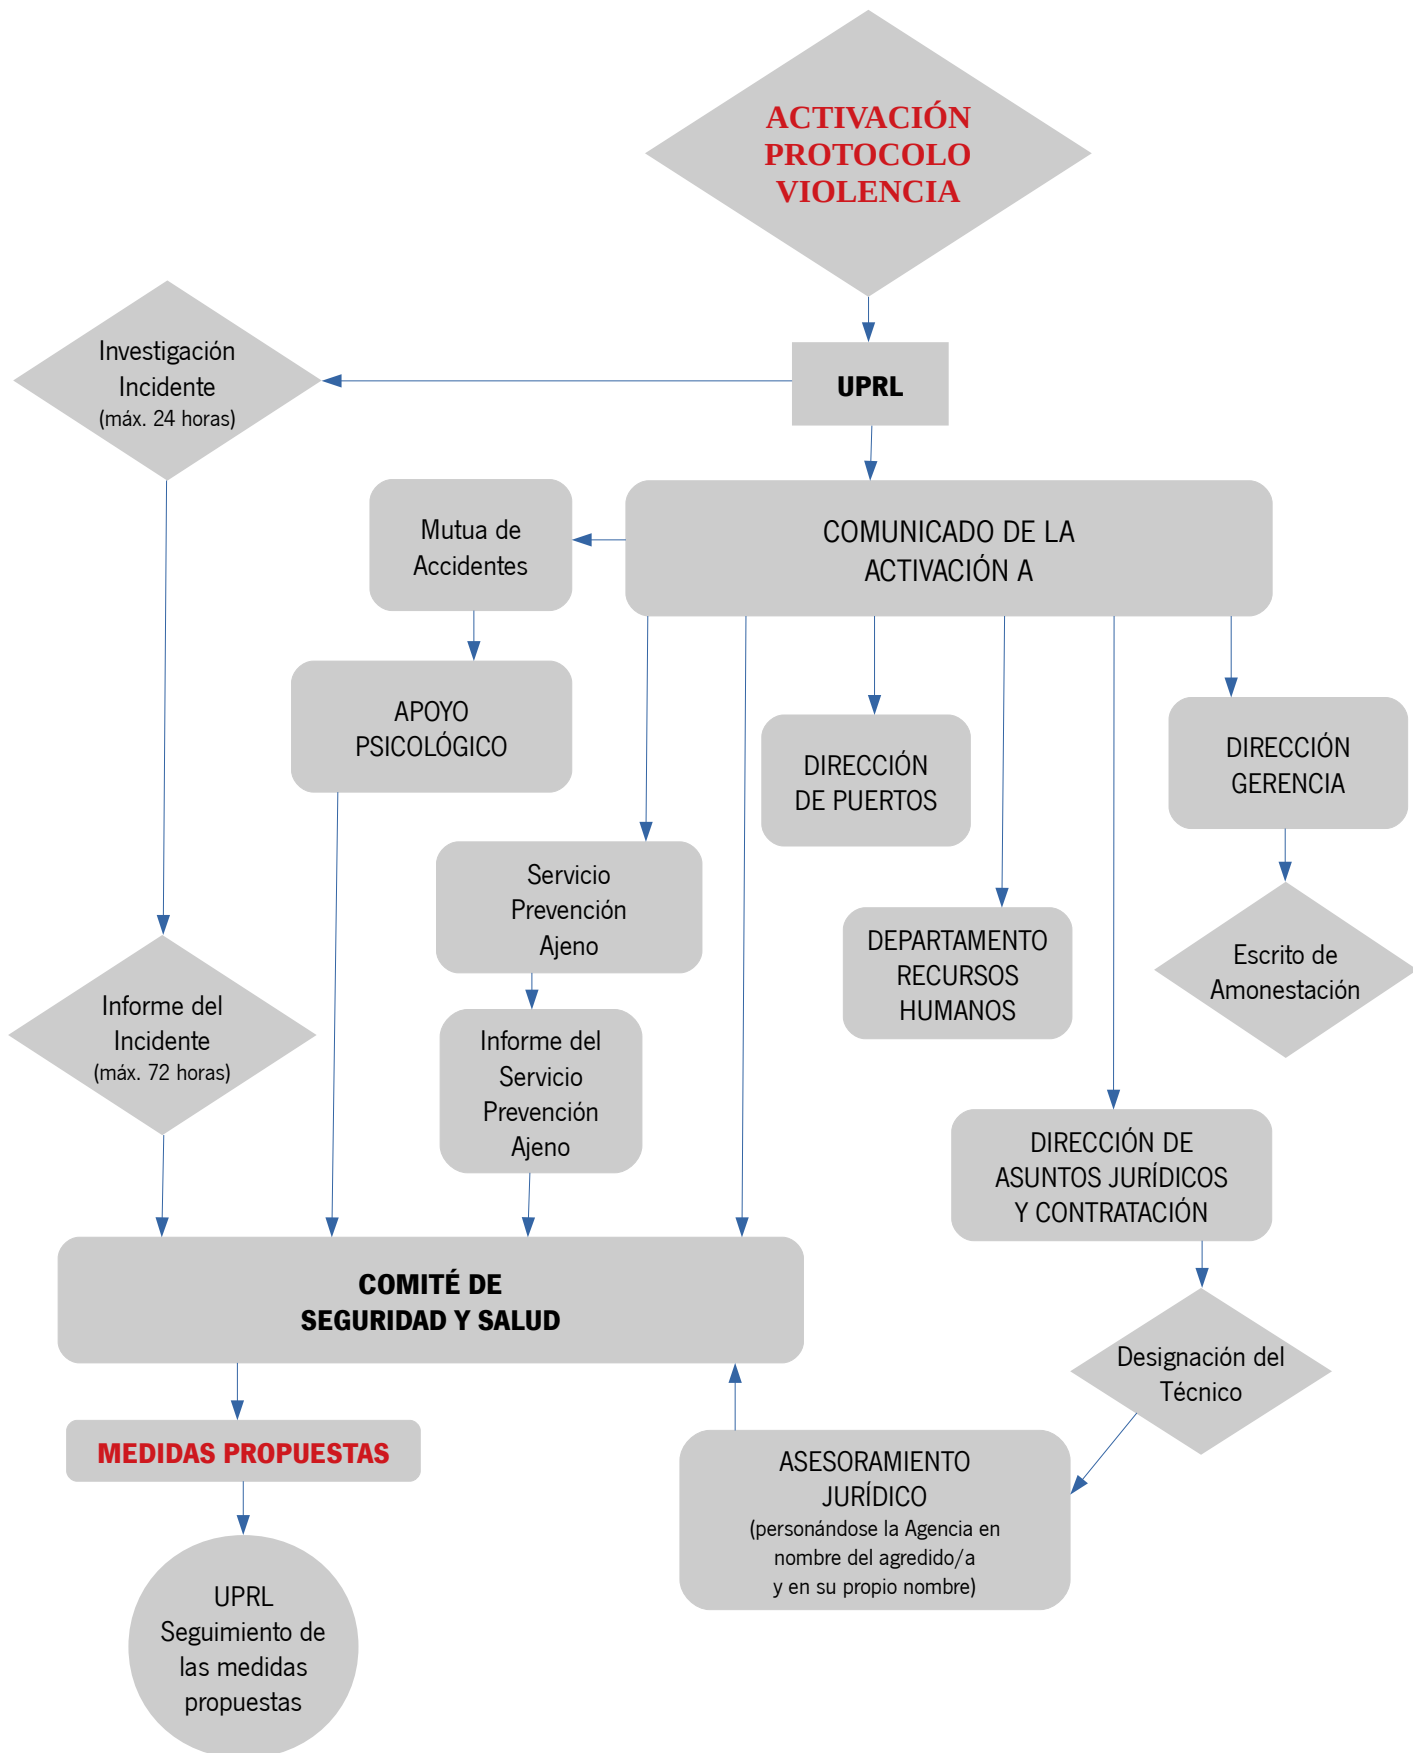 ACTIVACIÓN
PROTOCOLO
VIOLENCIA
Investigación
Incidente
(máx. 24 horas)
UPRL
Mutua de
Accidentes
COMUNICADO DE LA
ACTIVACIÓN A
APOYO
PSICOLÓGICO
DIRECCIÓN
DE PUERTOS
DIRECCIÓN
GERENCIA
Servicio
Prevención
Ajeno
DEPARTAMENTO
RECURSOS
HUMANOS
Escrito de
Amonestación
Informe del
Incidente
(máx. 72 horas)
Informe del
Servicio
Prevención
Ajeno
DIRECCIÓN DE
ASUNTOS JURÍDICOS
Y CONTRATACIÓN
COMITÉ DE
SEGURIDAD Y SALUD
Designación del
Técnico
MEDIDAS PROPUESTAS
ASESORAMIENTO
JURÍDICO
(personándose la Agencia en
nombre del agredido/a
y en su propio nombre)
UPRL
Seguimiento de
las medidas
propuestas